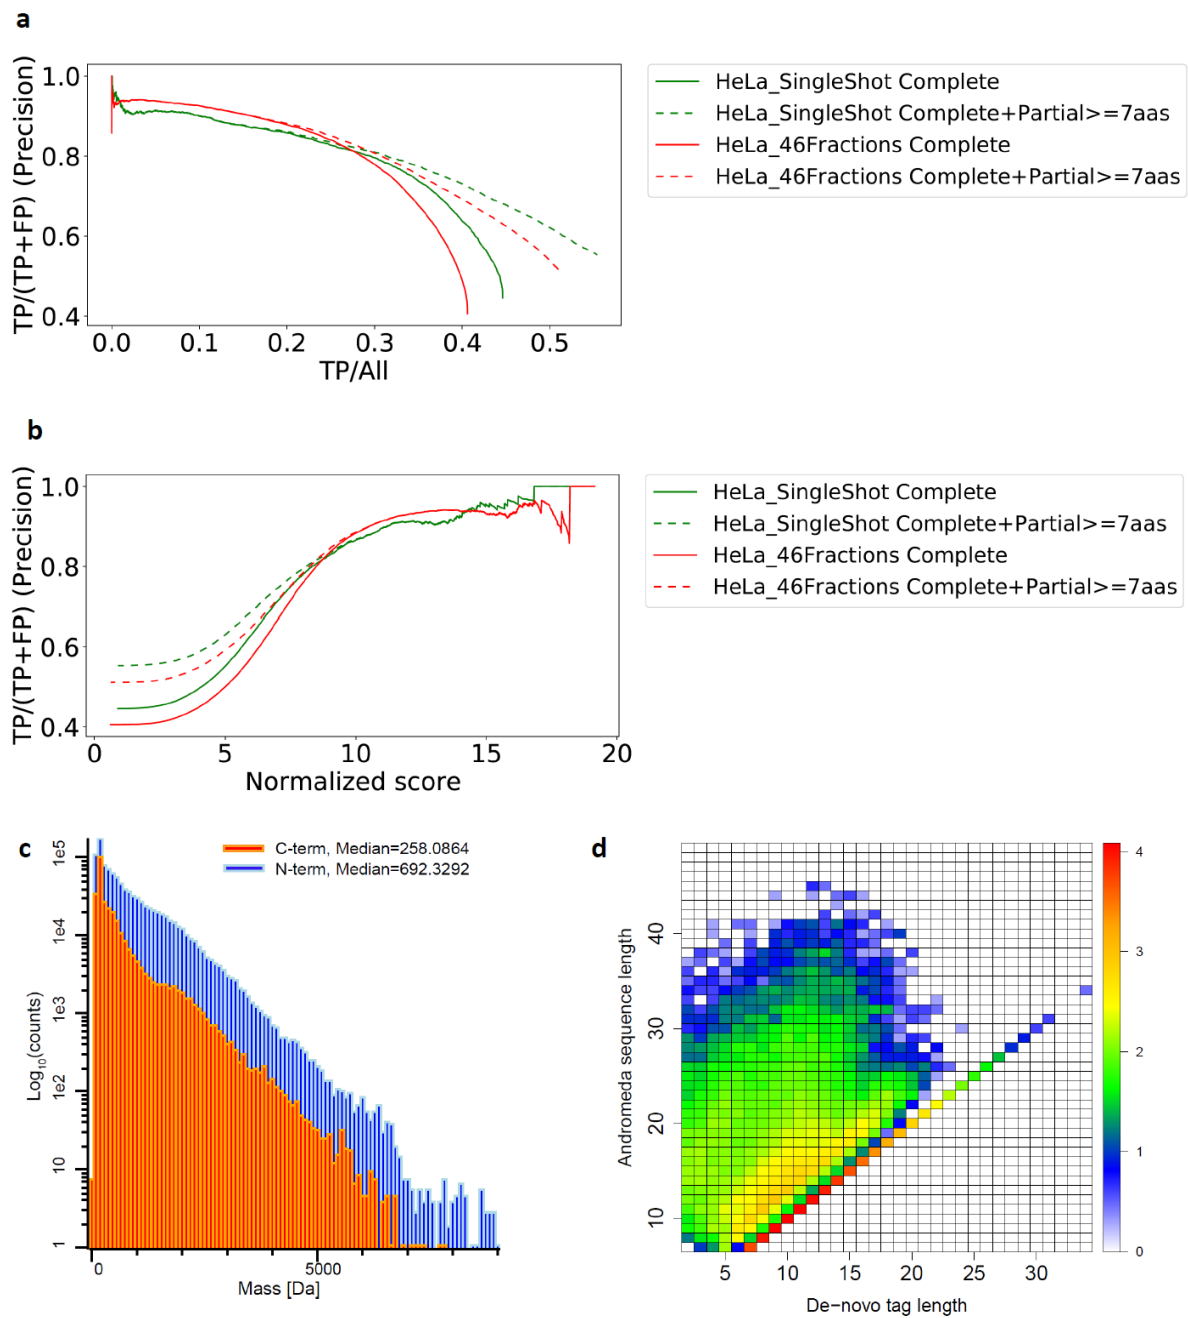 a
TP/(TP+FP) (Precision)
1.0
0.8
0.6
0.4
0.0 0.1 0.2 0.3 0.4 0.5
TP/All
HeLa_SingleShot Complete
HeLa_SingleShot Complete+Partial>=7aas
HeLa_46Fractions Complete
HeLa_46Fractions Complete+Partial>=7aas
b
TP/(TP+FP) (Precision)
1.0
0.8
0.6
0.4
0 5 10 15 20
Normalized score
HeLa_SingleShot Complete
HeLa_SingleShot Complete+Partial>=7aas
HeLa_46Fractions Complete
HeLa_46Fractions Complete+Partial>=7aas
c
C-term, Median=258.0864
N-term, Median=692.3292
Log10(counts)
1e5
1e4
1e3
1e2
10
1
0 5000
Mass [Da]
d
Andromeda sequence length
40
30
20
10
5 10 15 20 25 30
De-novo tag length
4
3
2
1
0